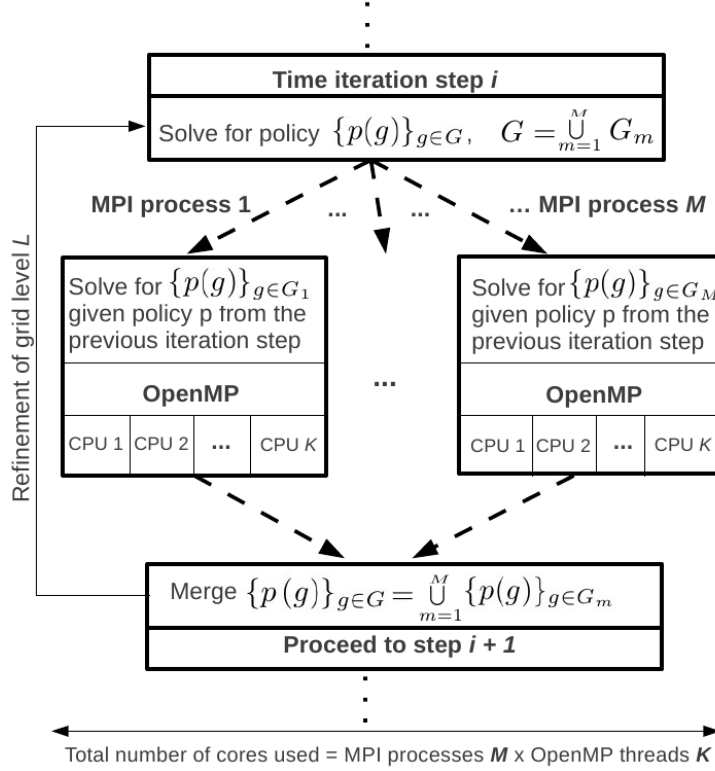 Time iteration step i
Solve for policy {p(g)}_{g∈G}, G = ∪_{m=1}^{M} G_m
MPI process 1 ... ... ... MPI process M
Solve for {p(g)}_{g∈G_1}
given policy p from the
previous iteration step
OpenMP
CPU 1 CPU 2 ... CPU K
...
Solve for {p(g)}_{g∈G_M}
given policy p from the
previous iteration step
OpenMP
CPU 1 CPU 2 ... CPU K
Refinement of grid level L
Merge {p(g)}_{g∈G} = ∪_{m=1}^{M} {p(g)}_{g∈G_m}
Proceed to step i + 1
Total number of cores used = MPI processes M x OpenMP threads K